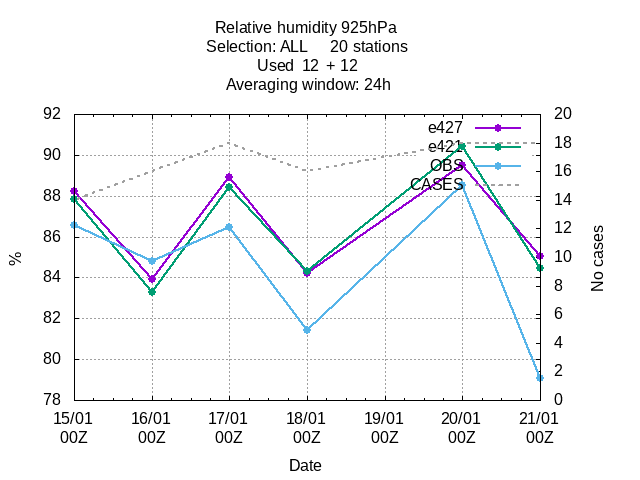 Relative humidity 925hPa
Selection: ALL 20 stations
Used 12 + 12
Averaging window: 24h
92
90
88
86
84
82
80
78
%
20
18
16
14
12
10
8
6
4
2
0
No cases
e427
e421
OBS
CASES
15/01 16/01 17/01 18/01 19/01 20/01 21/01
00Z 00Z 00Z 00Z 00Z 00Z 00Z
Date